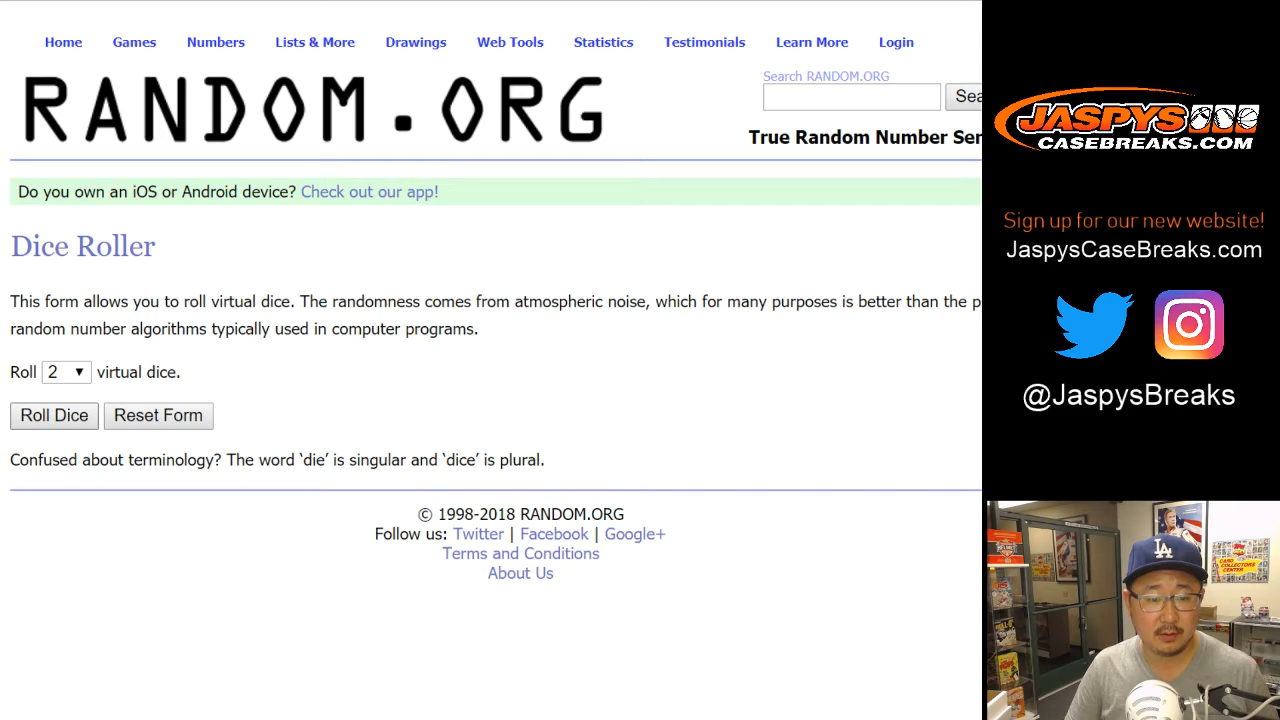 Home Games Numbers Lists & More Drawings Web Tools Statistics Testimonials Learn More Login
RANDOM.ORG
Search RANDOM.ORG
Sea
True Random Number Ser
Do you own an iOS or Android device? Check out our app!
Dice Roller
This form allows you to roll virtual dice. The randomness comes from atmospheric noise, which for many purposes is better than the p
random number algorithms typically used in computer programs.
Roll 2 ▼ virtual dice.
Roll Dice Reset Form
Confused about terminology? The word ‘die’ is singular and ‘dice’ is plural.
© 1998-2018 RANDOM.ORG
Follow us: Twitter | Facebook | Google+
Terms and Conditions
About Us
JASPYS
CASEBREAKS.COM
Sign up for our new website!
JaspysCaseBreaks.com
@JaspysBreaks
LA
CARD
COLLECTORS
CENTER